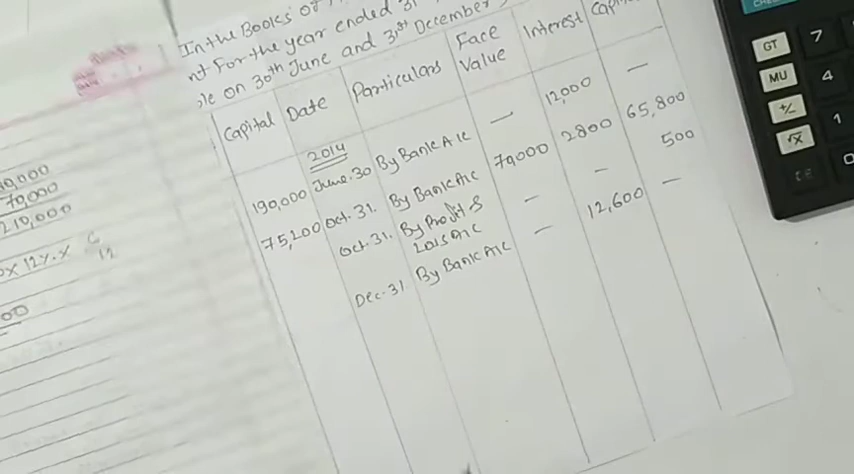 In the Books of
nt For the year ended 31
le on 30th June and 31st December
Capital Date Particulars Face Value Interest Capi
2014
190,000 June. 30 By Bank A/c — 12,000 —
75,200 Oct. 31. By Bank A/c 70,000 2800 65,800
Oct. 31. By Profit & Loss A/c — — 500
Dec-31. By Bank A/c — 12,600 —
70,000
210,000
x 12% x 6/12
00
GT 7
MU 4
+/- 1
√x 0
CE